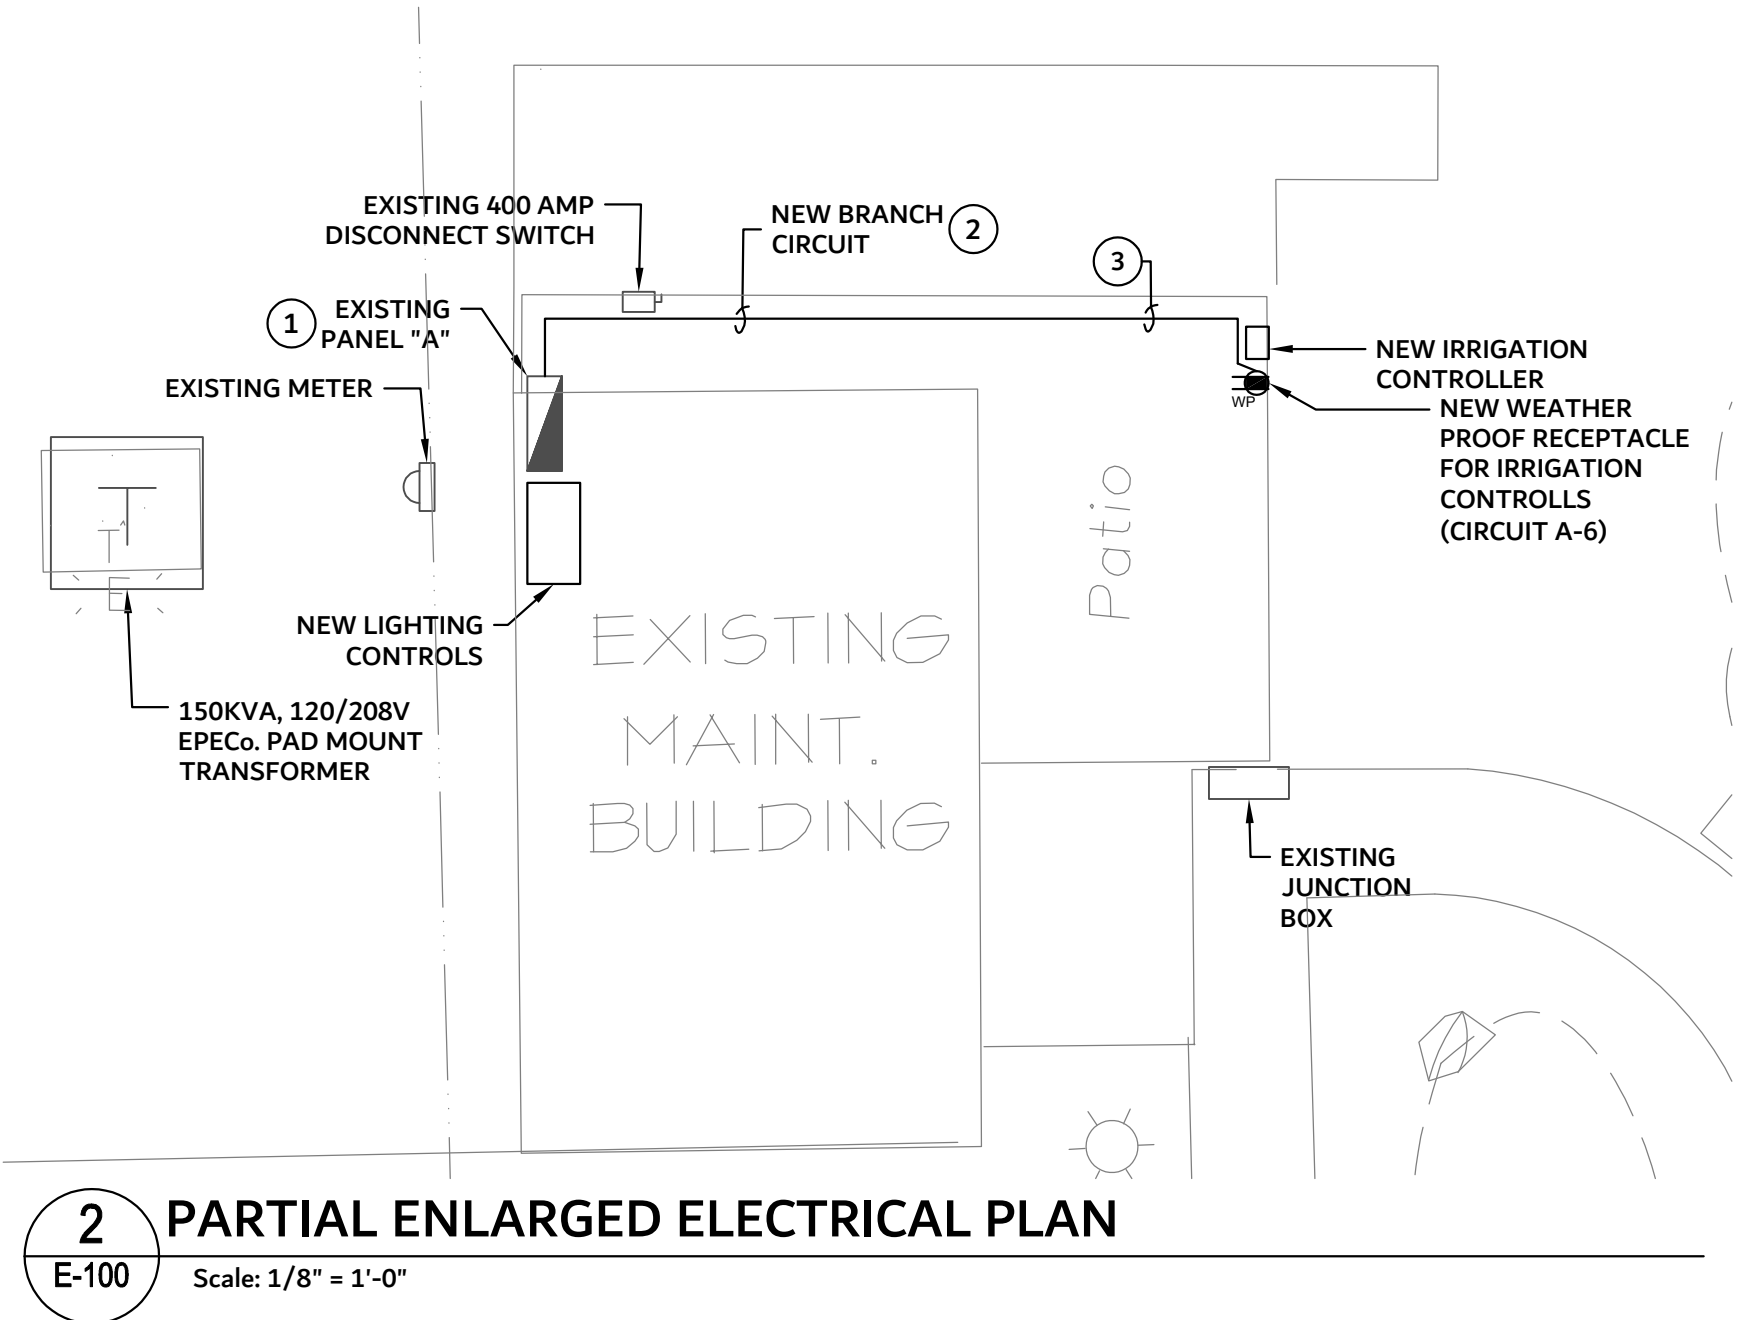 EXISTING 400 AMP
DISCONNECT SWITCH
NEW BRANCH
CIRCUIT
2
3
1
EXISTING
PANEL "A"
EXISTING METER
NEW IRRIGATION
CONTROLLER
WP
NEW WEATHER
PROOF RECEPTACLE
FOR IRRIGATION
CONTROLLS
(CIRCUIT A-6)
T
T
E
Patio
NEW LIGHTING
CONTROLS
EXISTING
MAINT.
BUILDING
150KVA, 120/208V
EPECo. PAD MOUNT
TRANSFORMER
EXISTING
JUNCTION
BOX
2
E-100
PARTIAL ENLARGED ELECTRICAL PLAN
Scale: 1/8" = 1'-0"